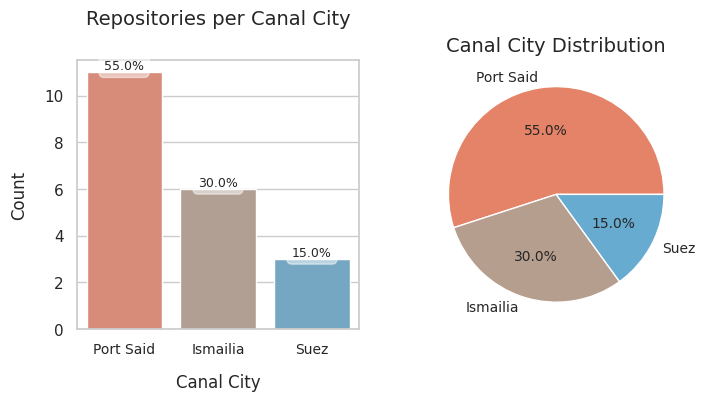 Repositories per Canal City
Count
10
8
6
4
2
0
55.0%
30.0%
15.0%
Port Said
Ismailia
Suez
Canal City
Canal City Distribution
Port Said
55.0%
30.0%
15.0%
Ismailia
Suez